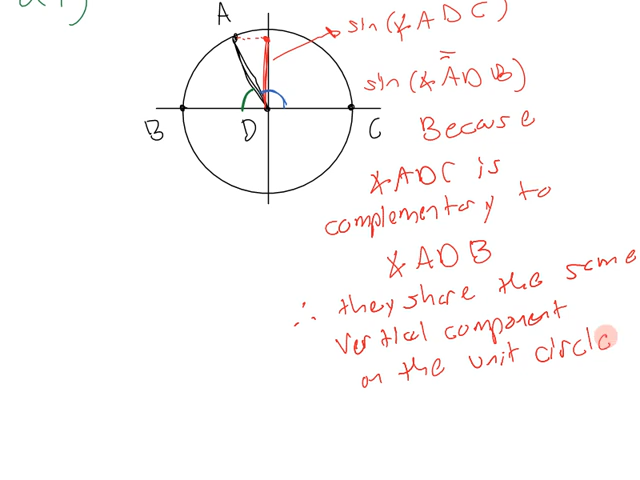 A
sin(∡ADC)
=
sin(∡ADB)
B
D
C
Because
∡ADC is
complementary to
∡ADB
∴ they share the same
vertical component
on the unit circle